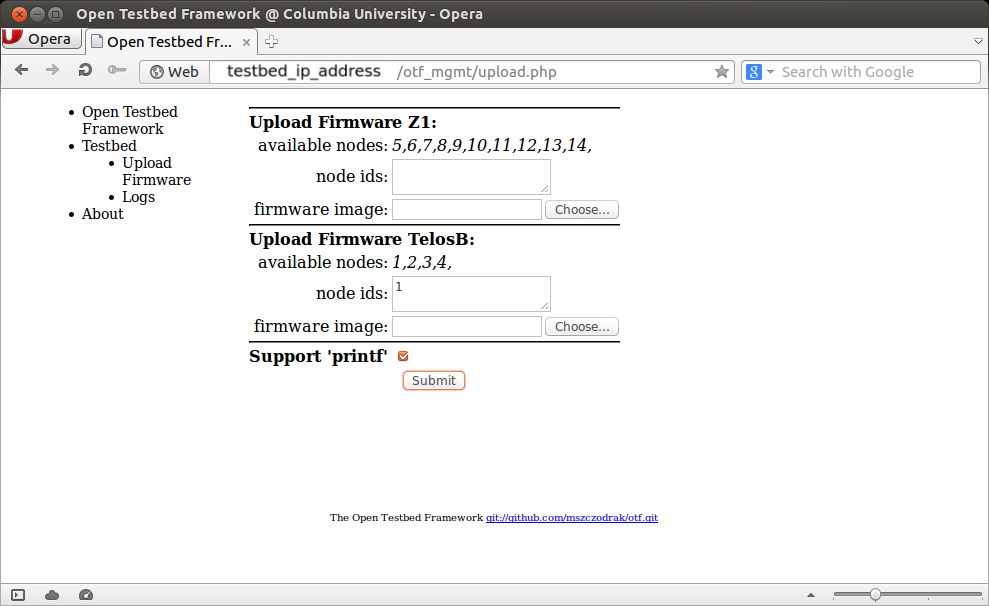 Open Testbed Framework @ Columbia University - Opera
Opera
Open Testbed Fr...
Web
testbed_ip_address /otf_mgmt/upload.php
Search with Google
Open Testbed
Framework
Testbed
Upload
Firmware
Logs
About
Upload Firmware Z1:
available nodes: 5,6,7,8,9,10,11,12,13,14,
node ids:
firmware image: Choose...
Upload Firmware TelosB:
available nodes: 1,2,3,4,
node ids: 1
firmware image: Choose...
Support 'printf'
Submit
The Open Testbed Framework git://github.com/mszczodrak/otf.git